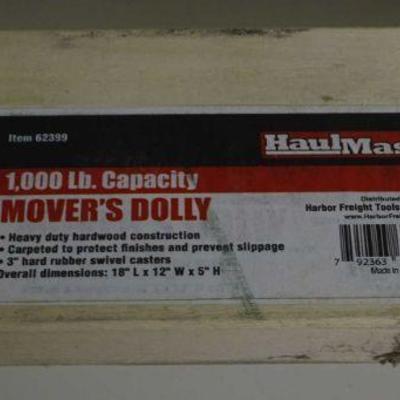 Item 62399
HaulMas
1,000 Lb. Capacity
MOVER'S DOLLY
• Heavy duty hardwood construction
• Carpeted to protect finishes and prevent slippage
• 3" hard rubber swivel casters
Overall dimensions: 18" L x 12" W x 5" H
Distributed
Harbor Freight Tools
www.HarborFrei
7 92363
Made in